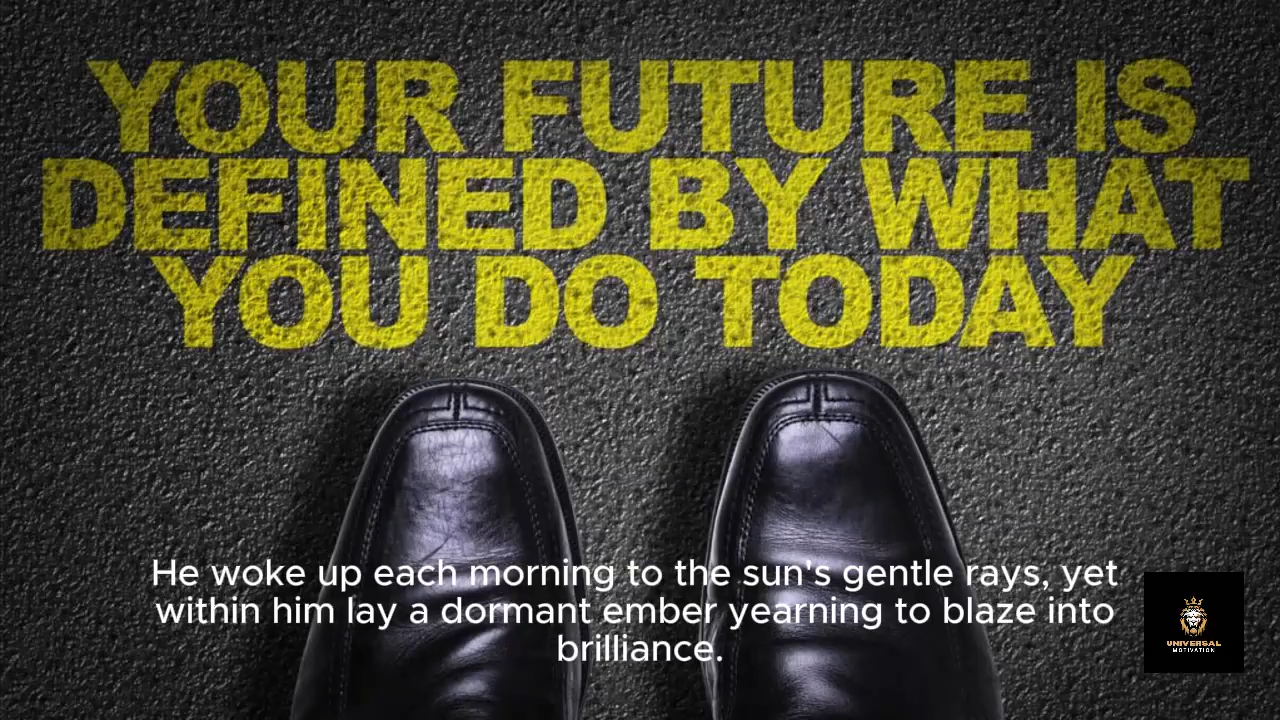 YOUR FUTURE IS
DEFINED BY WHAT
YOU DO TODAY
He woke up each morning to the sun's gentle rays, yet
within him lay a dormant ember yearning to blaze into
brilliance.
UNIVERSAL
MOTIVATION